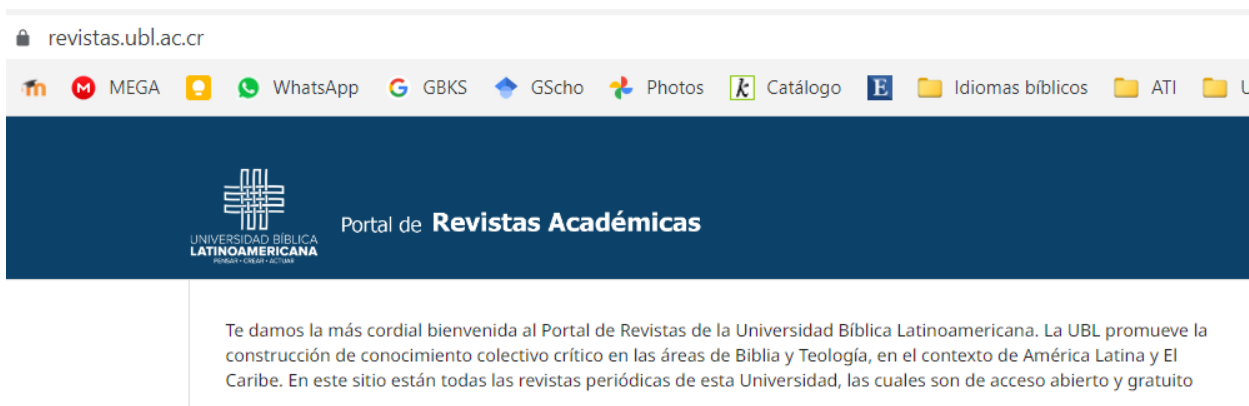 revistas.ubl.ac.cr
MEGA WhatsApp GBKS GScho Photos k Catálogo E Idiomas bíblicos ATI U
UNIVERSIDAD BÍBLICA
LATINOAMERICANA
PENSAR • CREAR • ACTUAR
Portal de Revistas Académicas
Te damos la más cordial bienvenida al Portal de Revistas de la Universidad Bíblica Latinoamericana. La UBL promueve la
construcción de conocimiento colectivo crítico en las áreas de Biblia y Teología, en el contexto de América Latina y El
Caribe. En este sitio están todas las revistas periódicas de esta Universidad, las cuales son de acceso abierto y gratuito